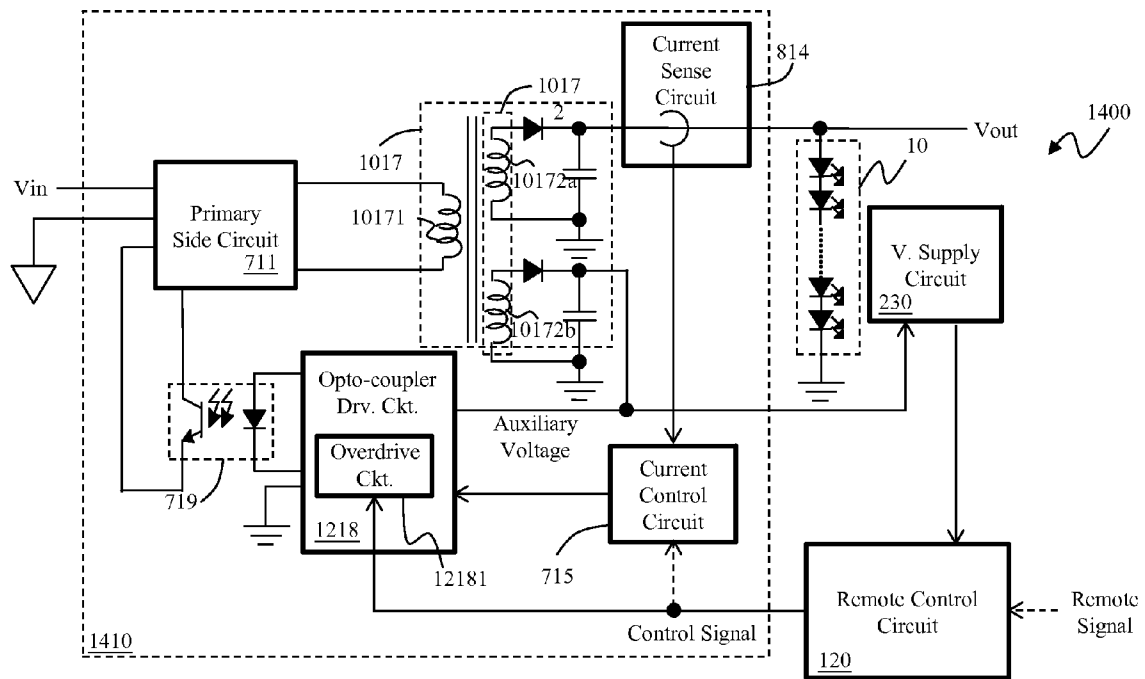 Current
Sense
Circuit
814
1017
1017
2
1400
Vout
10
Vin
10172a
10171
Primary
Side Circuit
711
V. Supply
Circuit
230
10172b
Opto-coupler
Drv. Ckt.
Auxiliary
Voltage
Overdrive
Ckt.
Current
Control
Circuit
719
1218
12181
715
Remote Control
Circuit
Remote
Signal
Control Signal
1410
120